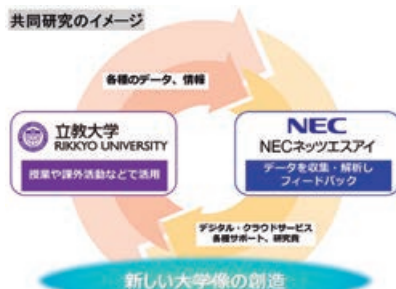 共同研究のイメージ
各種のデータ、情報
立教大学
RIKKYO UNIVERSITY
授業や課外活動などで活用
NEC
NECネッツエスアイ
データを収集・解析し
フィードバック
デジタル・クラウドサービス
各種サポート、研究費
新しい大学像の創造